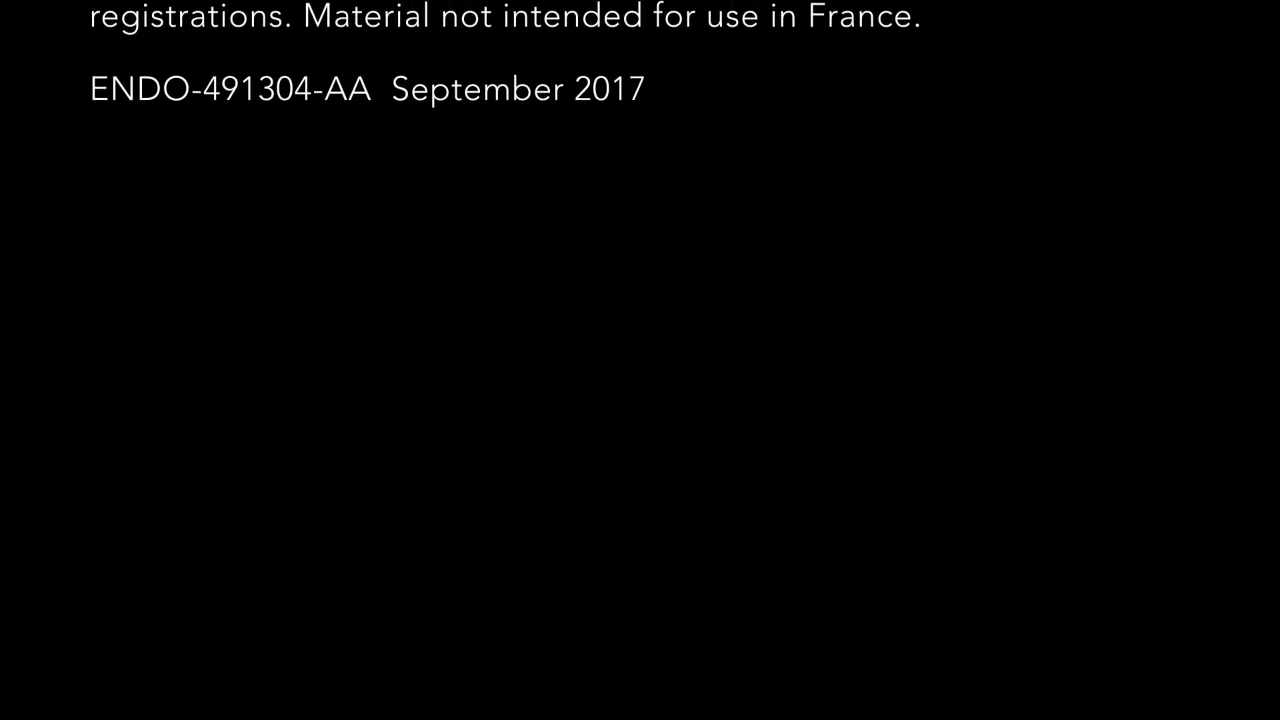 registrations. Material not intended for use in France.
ENDO-491304-AA  September 2017